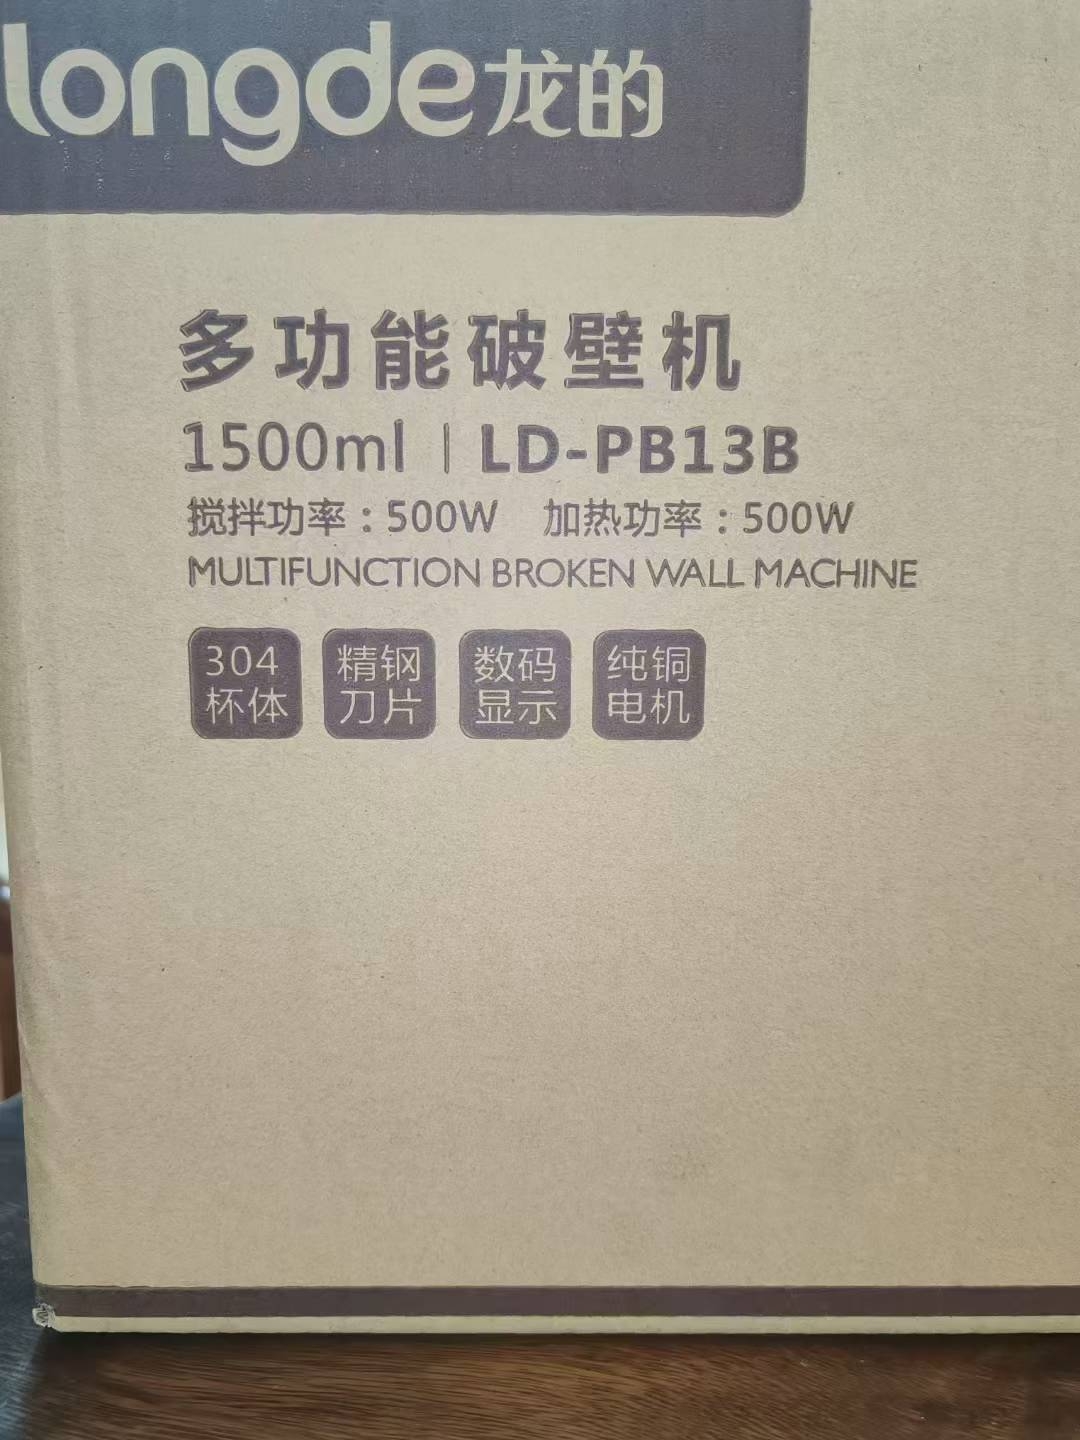 longde龙的
多功能破壁机
1500ml | LD-PB13B
搅拌功率：500W 加热功率：500W
MULTIFUNCTION BROKEN WALL MACHINE
304 杯体
精钢 刀片
数码 显示
纯铜 电机